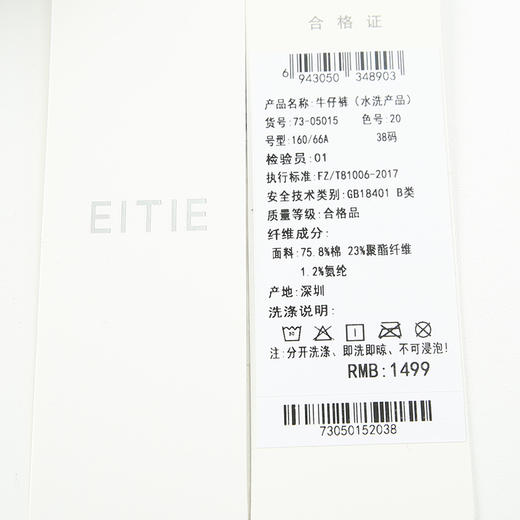 EITIE
合格证
6 943050 348903
产品名称:牛仔裤（水洗产品）
货号:73-05015 色号:20
号型:160/66A 38码
检验员:01
执行标准:FZ/T81006-2017
安全技术类别:GB18401 B类
质量等级:合格品
纤维成分:
面料:75.8%棉 23%聚酯纤维
1.2%氨纶
产地:深圳
洗涤说明:
注:分开洗涤、即洗即晾、不可浸泡!
RMB:1499
73050152038